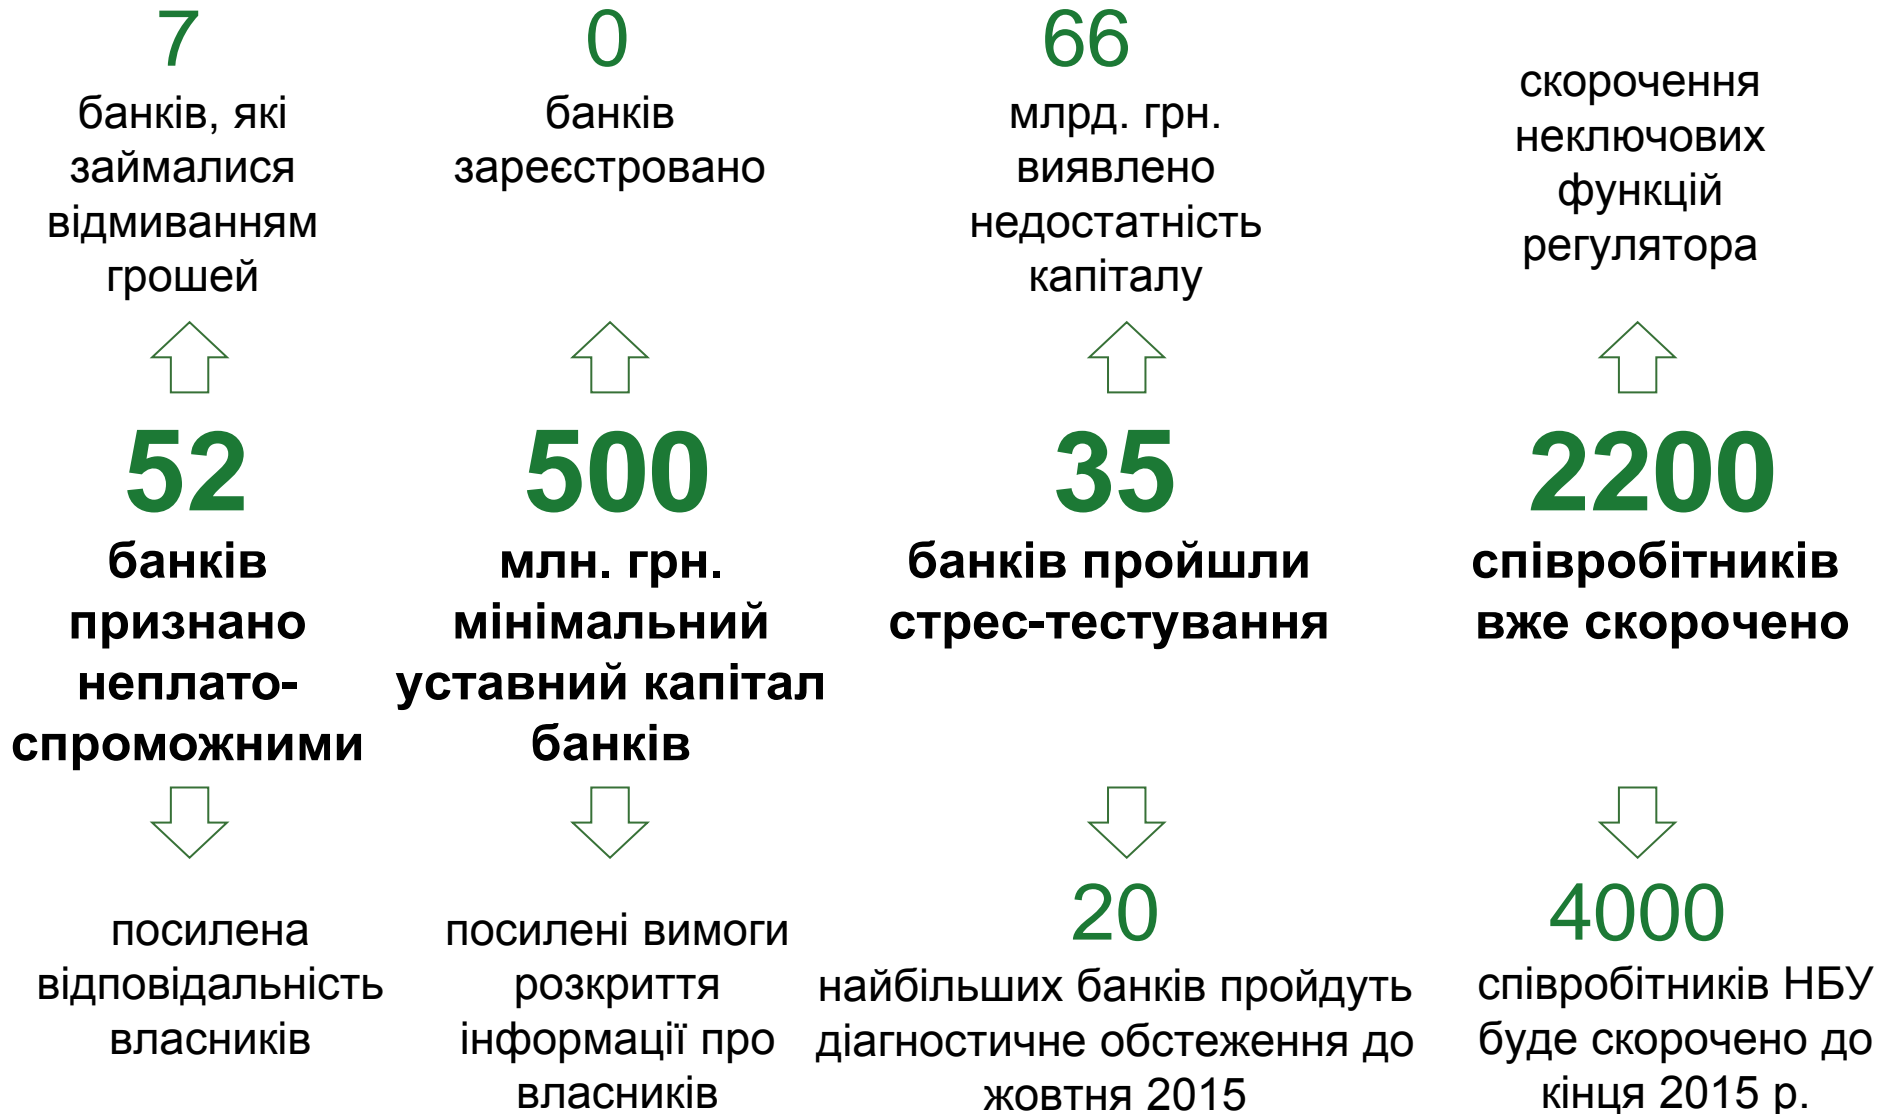 7
банків, які
займалися
відмиванням
грошей
52
банків
признано
неплато-
спроможними
посилена
відповідальність
власників
0
банків
зареєстровано
500
млн. грн.
мінімальний
уставний капітал
банків
посилені вимоги
розкриття
інформації про
власників
66
млрд. грн.
виявлено
недостатність
капіталу
35
банків пройшли
стрес-тестування
20
найбільших банків пройдуть
діагностичне обстеження до
жовтня 2015
скорочення
неключових
функцій
регулятора
2200
співробітників
вже скорочено
4000
співробітників НБУ
буде скорочено до
кінця 2015 р.